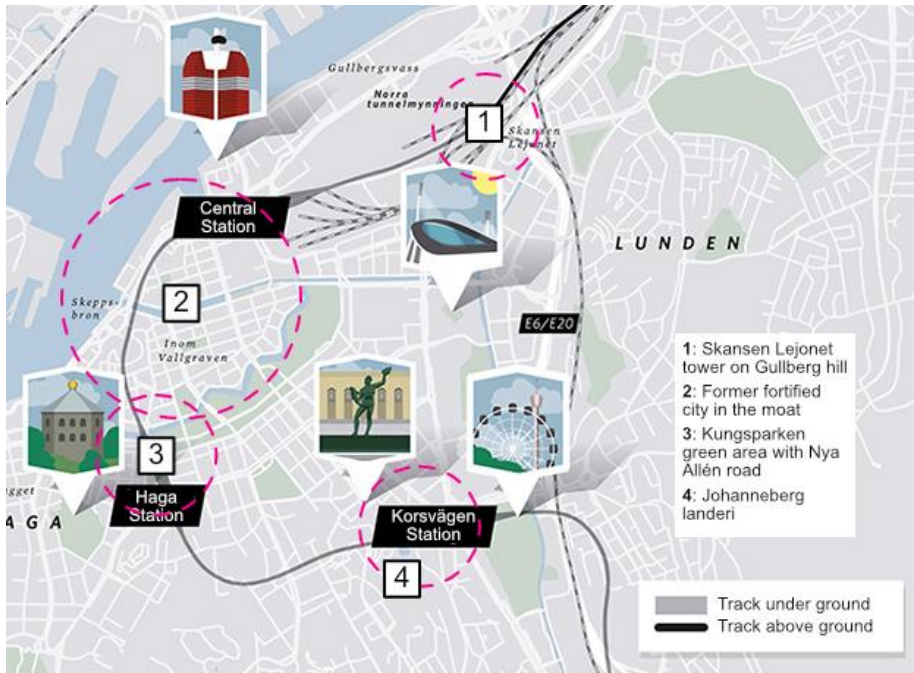 Gullbergsvass
Norra
tunnelmynningen
1
Skansen
Lejonet
Central
Station
LUNDEN
2
Skepps-
bron
E6/E20
Inom
Vallgraven
1: Skansen Lejonet
tower on Gullberg hill
2: Former fortified
city in the moat
3: Kungsparken
green area with Nya
Allén road
4: Johanneberg
landeri
3
Haga
Station
gget
AGA
Korsvägen
Station
4
Track under ground
Track above ground